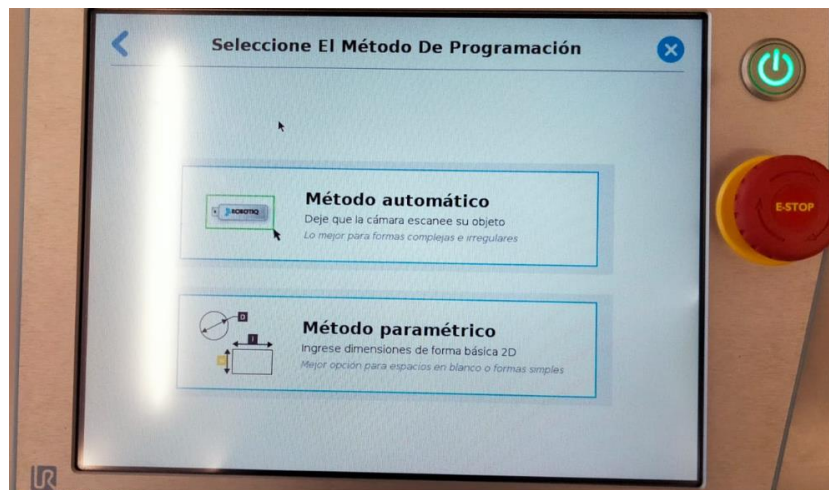 Seleccione El Método De Programación
ROBOTIQ
Método automático
Deje que la cámara escanee su objeto
Lo mejor para formas complejas e irregulares
E-STOP
D
Método paramétrico
Ingrese dimensiones de forma básica 2D
Mejor opción para espacios en blanco o formas simples
UR